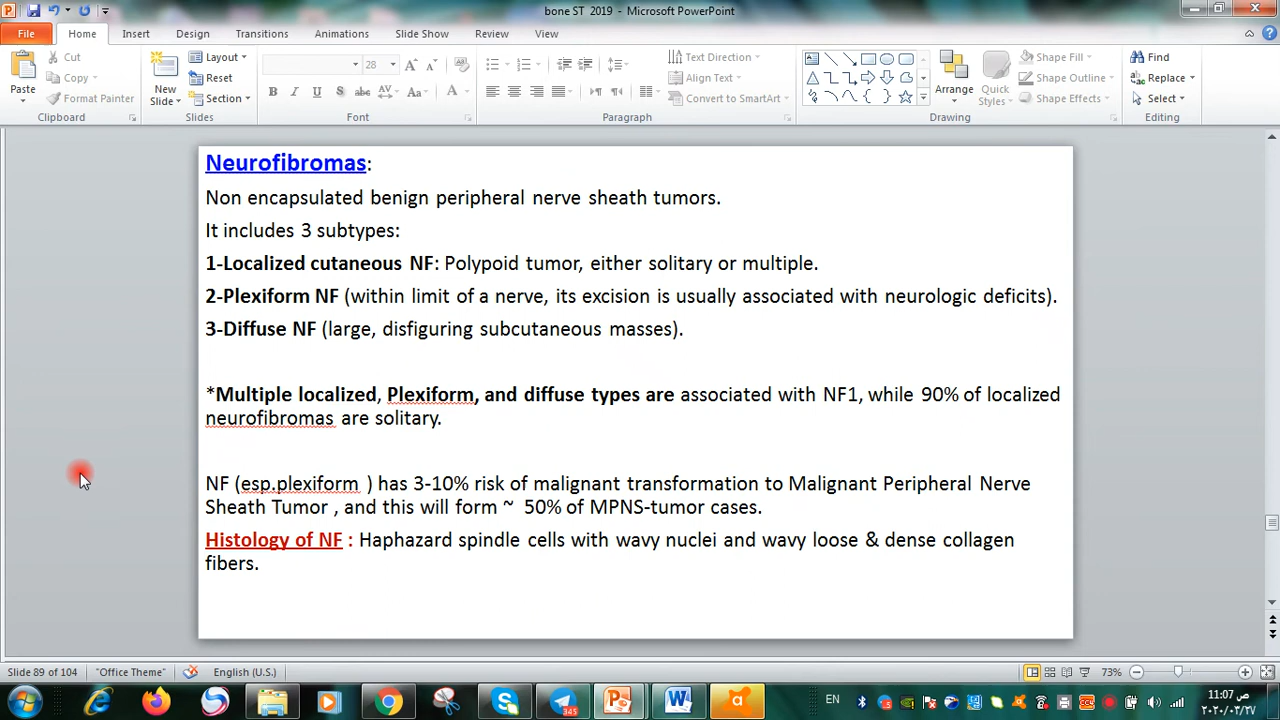 bone ST 2019 - Microsoft PowerPoint
File Home Insert Design Transitions Animations Slide Show Review View
Cut Layout 28 Text Direction Shape Fill Find
Copy Reset Align Text Shape Outline Replace
Paste Format Painter New Slide Section Convert to SmartArt Arrange Quick Styles Shape Effects Select
Clipboard Slides Font Paragraph Drawing Editing
Neurofibromas:
Non encapsulated benign peripheral nerve sheath tumors.
It includes 3 subtypes:
1-Localized cutaneous NF: Polypoid tumor, either solitary or multiple.
2-Plexiform NF (within limit of a nerve, its excision is usually associated with neurologic deficits).
3-Diffuse NF (large, disfiguring subcutaneous masses).
*Multiple localized, Plexiform, and diffuse types are associated with NF1, while 90% of localized
neurofibromas are solitary.
NF (esp.plexiform ) has 3-10% risk of malignant transformation to Malignant Peripheral Nerve
Sheath Tumor , and this will form ~ 50% of MPNS-tumor cases.
Histology of NF : Haphazard spindle cells with wavy nuclei and wavy loose & dense collagen
fibers.
Slide 89 of 104 "Office Theme" English (U.S.) 73%
EN 11:07 ص
٢٠٢٠/٠٣/٢٧